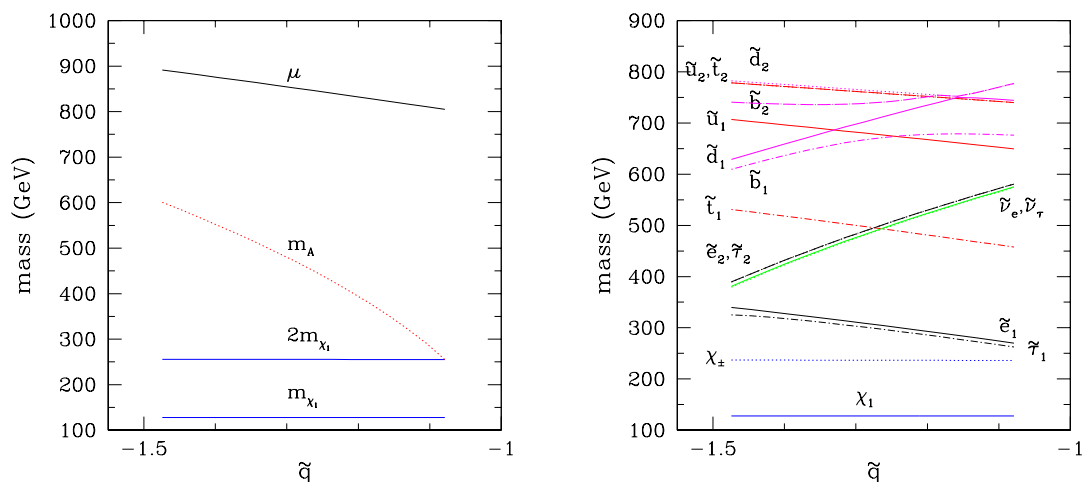 1000
900
μ
800
700
600
m_A
500
400
300
2m_χ₁
200
m_χ₁
100
−1.5
−1
q̃
mass (GeV)
900
ũ₂,t̃₂
d̃₂
800
b̃₂
ũ₁
700
d̃₁
b̃₁
600
t̃₁
ν̃ₑ,ν̃_τ
500
ẽ₂,τ̃₂
400
ẽ₁
300
τ̃₁
χ±
200
χ₁
100
−1.5
−1
q̃
mass (GeV)